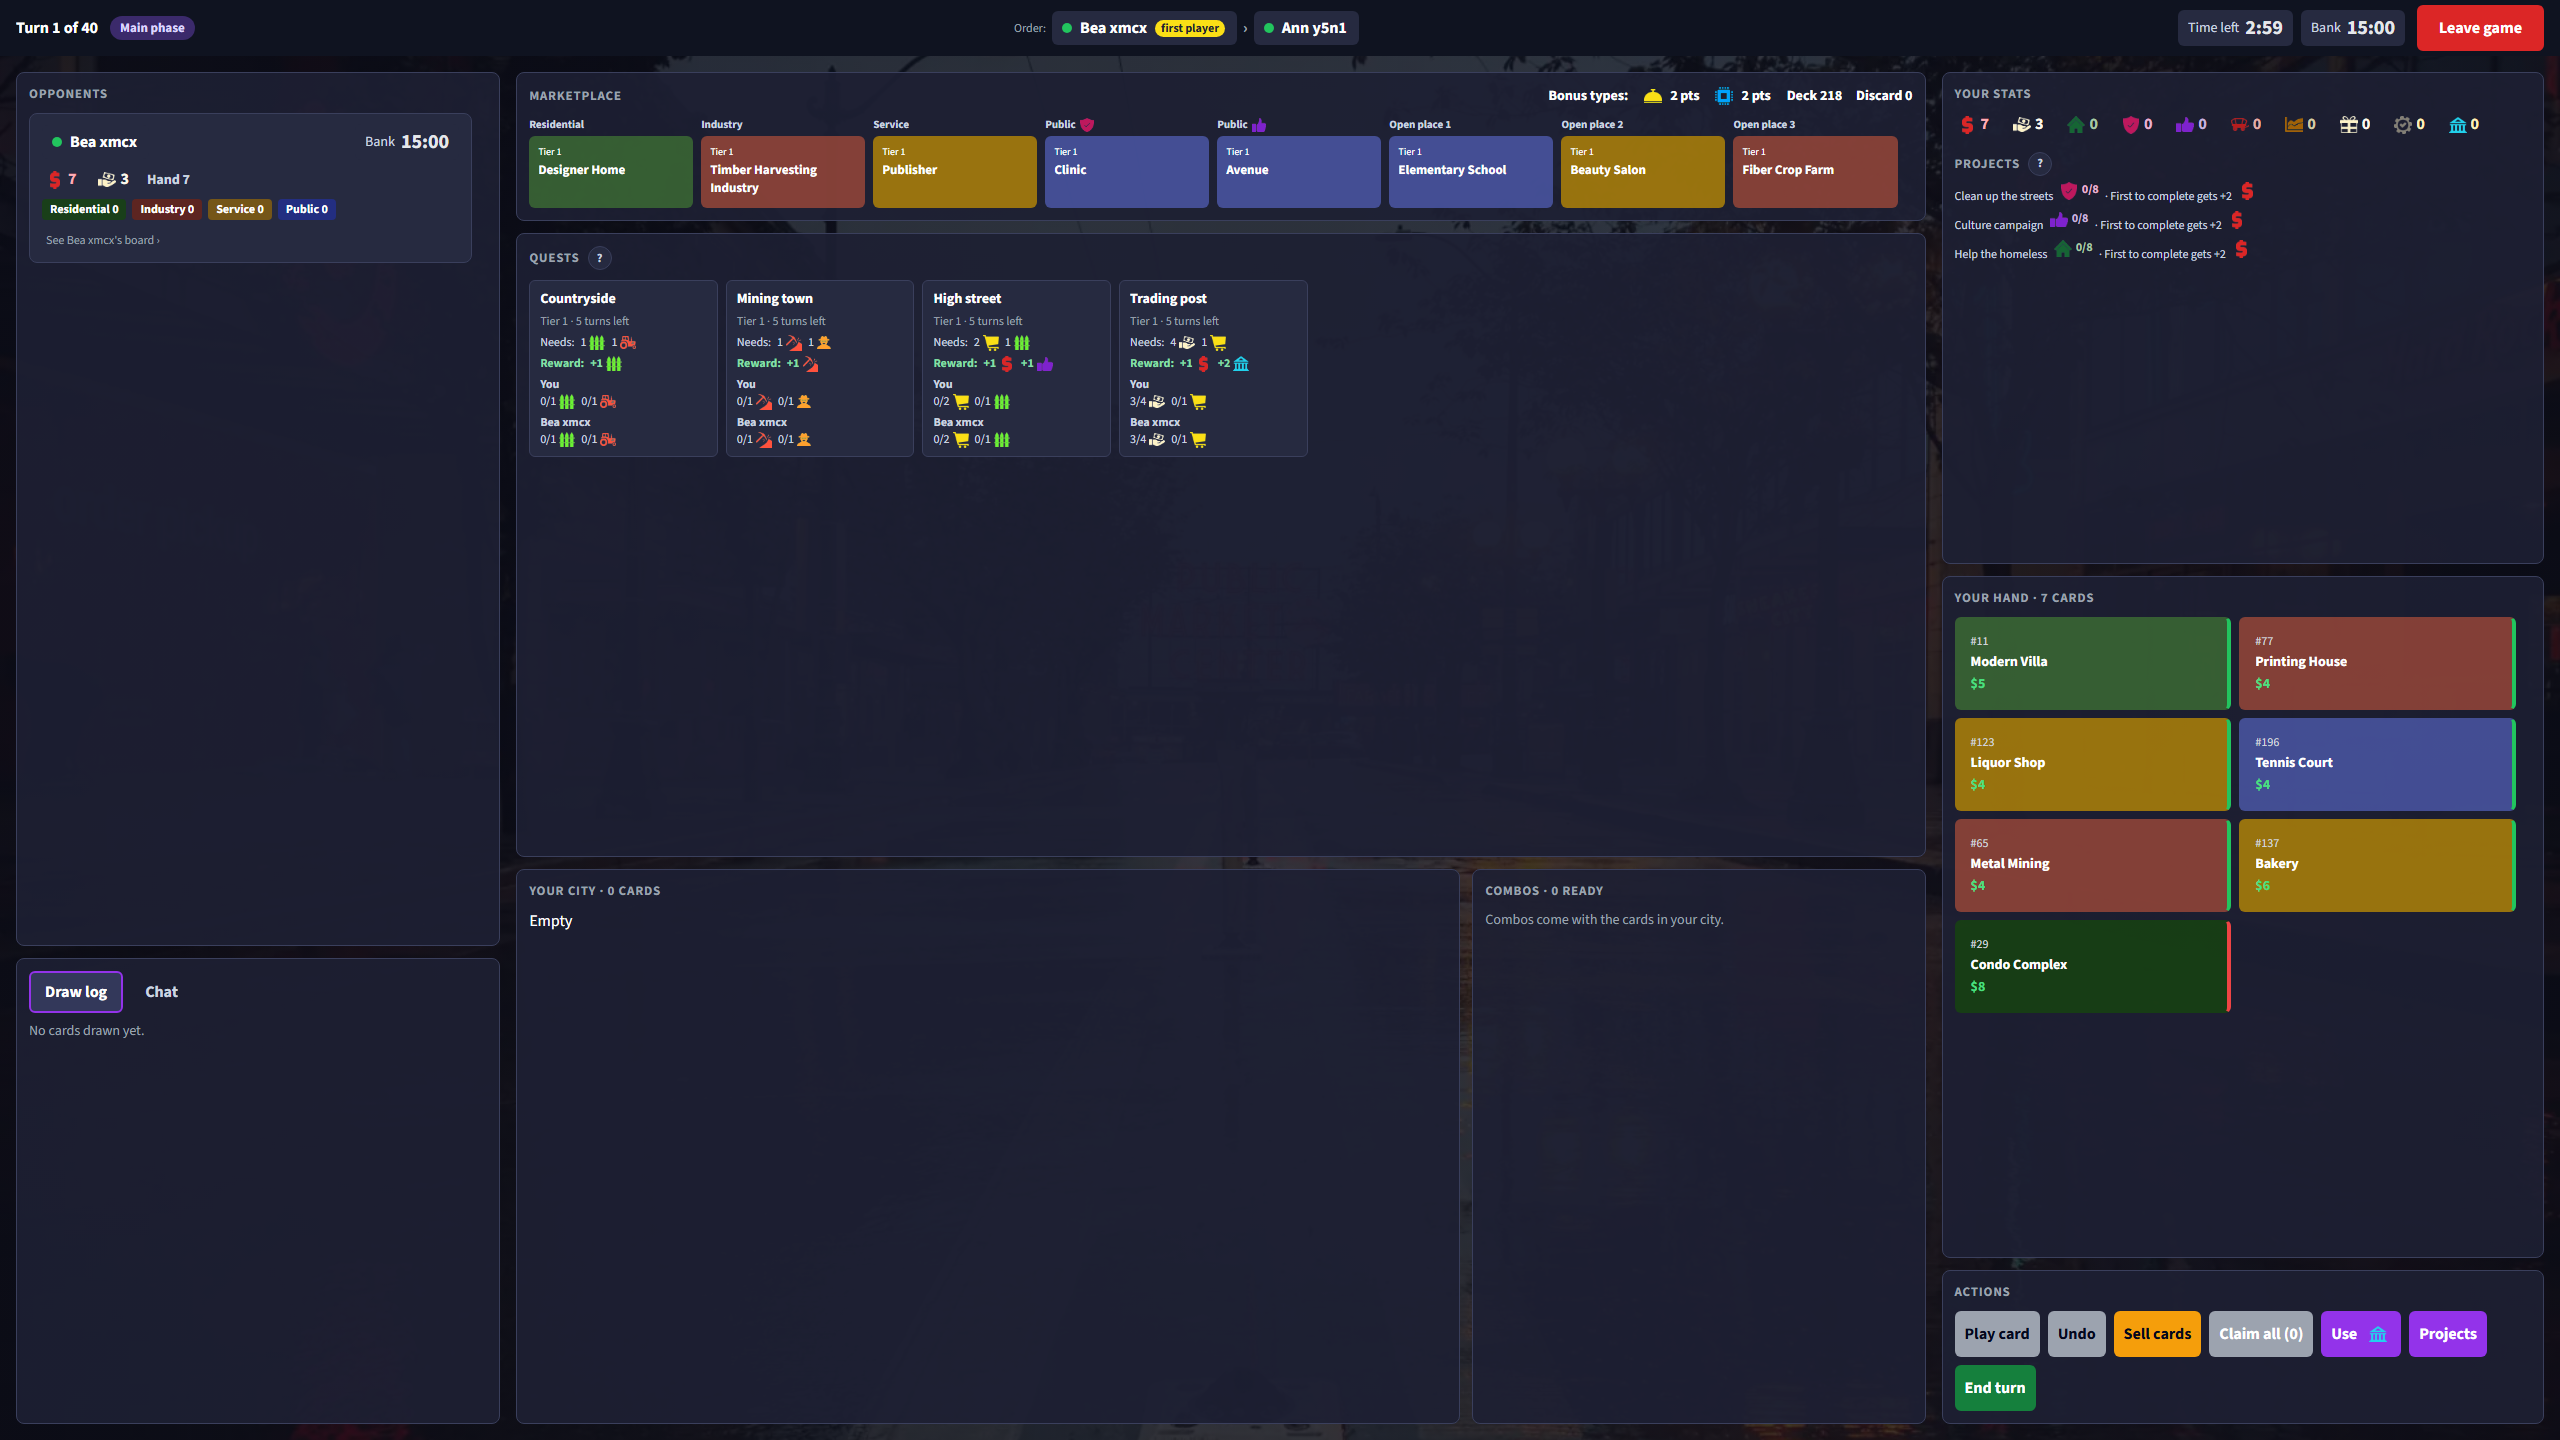 Turn 1 of 40 Main phase
Order: Bea xmcx first player › Ann y5n1
Time left 2:59 Bank 15:00 Leave game
OPPONENTS
Bea xmcx Bank 15:00
7 3 Hand 7
Residential 0 Industry 0 Service 0 Public 0
See Bea xmcx's board ›
Draw log Chat
No cards drawn yet.
MARKETPLACE Bonus types: 2 pts 2 pts Deck 218 Discard 0
Residential Industry Service Public Public Open place 1 Open place 2 Open place 3
Tier 1 Tier 1 Tier 1 Tier 1 Tier 1 Tier 1 Tier 1 Tier 1
Designer Home Timber Harvesting Publisher Clinic Avenue Elementary School Beauty Salon Fiber Crop Farm
Industry
QUESTS ?
Countryside
Tier 1 · 5 turns left
Needs: 1 1
Reward: +1
You
0/1 0/1
Bea xmcx
0/1 0/1
Mining town
Tier 1 · 5 turns left
Needs: 1 1
Reward: +1
You
0/1 0/1
Bea xmcx
0/1 0/1
High street
Tier 1 · 5 turns left
Needs: 2 1
Reward: +1 $ +1
You
0/2 0/1
Bea xmcx
0/2 0/1
Trading post
Tier 1 · 5 turns left
Needs: 4 1
Reward: +1 $ +2
You
3/4 0/1
Bea xmcx
3/4 0/1
YOUR CITY · 0 CARDS
Empty
COMBOS · 0 READY
Combos come with the cards in your city.
YOUR STATS
$ 7 3 0 0 0 0 0 0 0 0
PROJECTS ?
Clean up the streets 0/8 · First to complete gets +2 $
Culture campaign 0/8 · First to complete gets +2 $
Help the homeless 0/8 · First to complete gets +2 $
YOUR HAND · 7 CARDS
#11
Modern Villa
$5
#77
Printing House
$4
#123
Liquor Shop
$4
#196
Tennis Court
$4
#65
Metal Mining
$4
#137
Bakery
$6
#29
Condo Complex
$8
ACTIONS
Play card Undo Sell cards Claim all (0) Use Projects
End turn